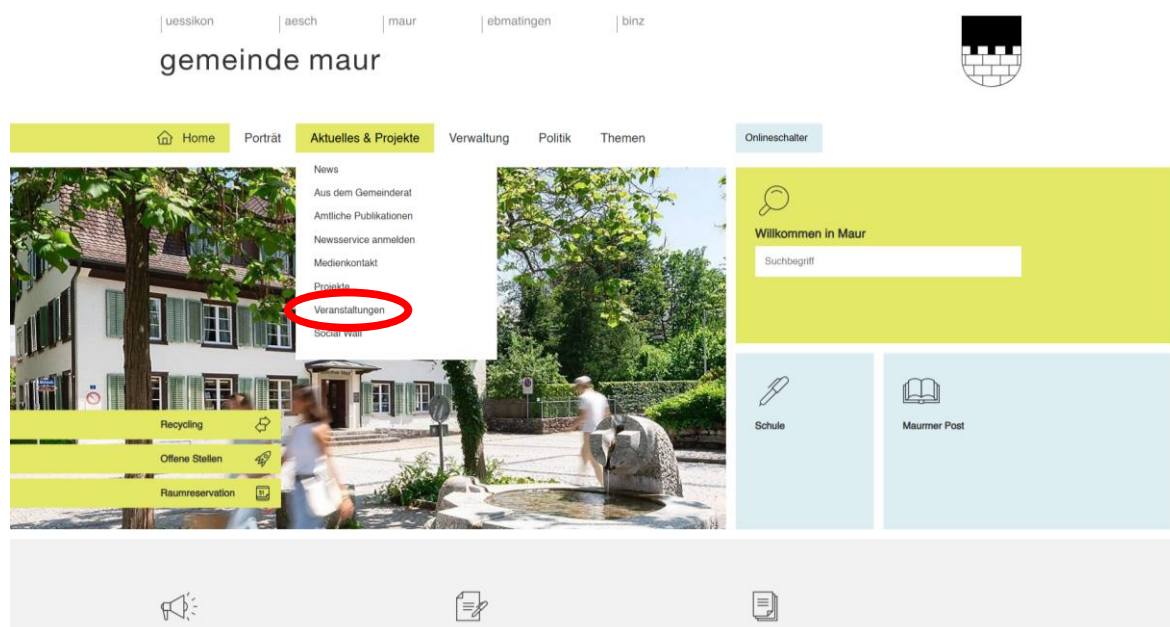 uessikon aesch maur ebmatingen binz
gemeinde maur
Home Porträt Aktuelles & Projekte Verwaltung Politik Themen Onlineschalter
News
Aus dem Gemeinderat
Amtliche Publikationen
Newsservice anmelden
Medienkontakt
Projekte
Veranstaltungen
Social Wall
Willkommen in Maur
Suchbegriff
Recycling
Offene Stellen
Raumreservation
Schule
Maurmer Post